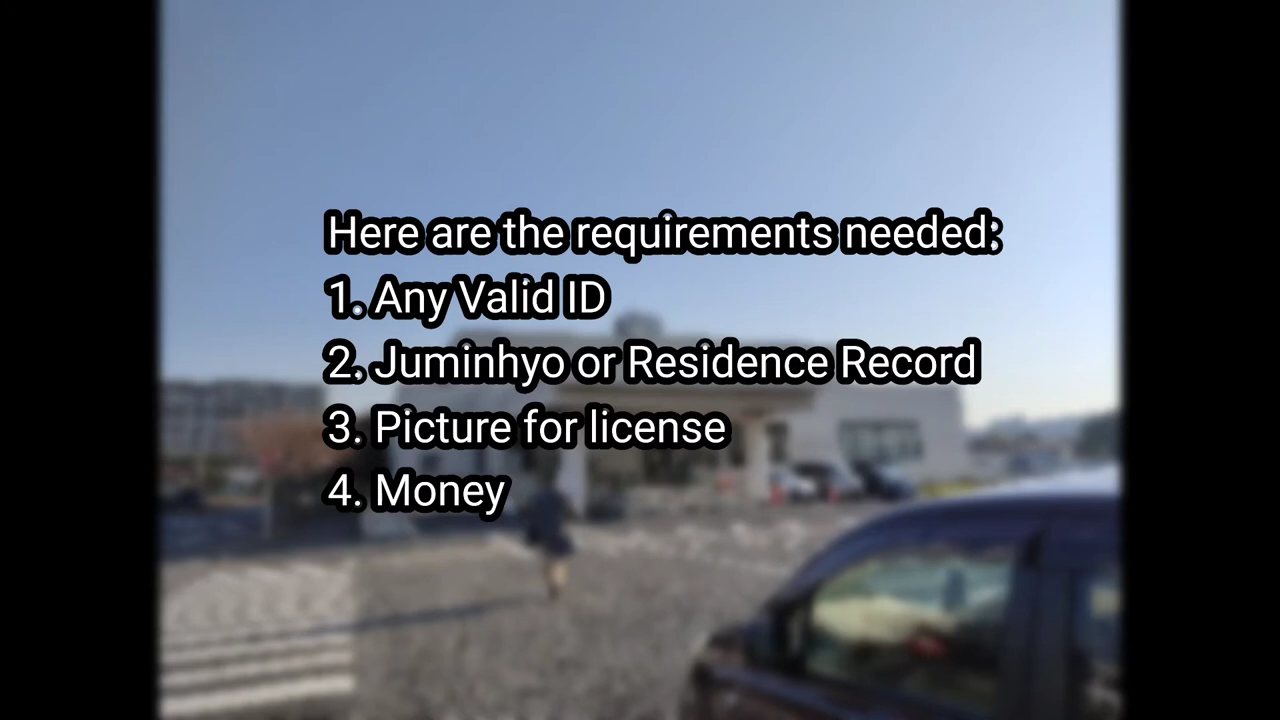 Here are the requirements needed:
1. Any Valid ID
2. Juminhyo or Residence Record
3. Picture for license
4. Money